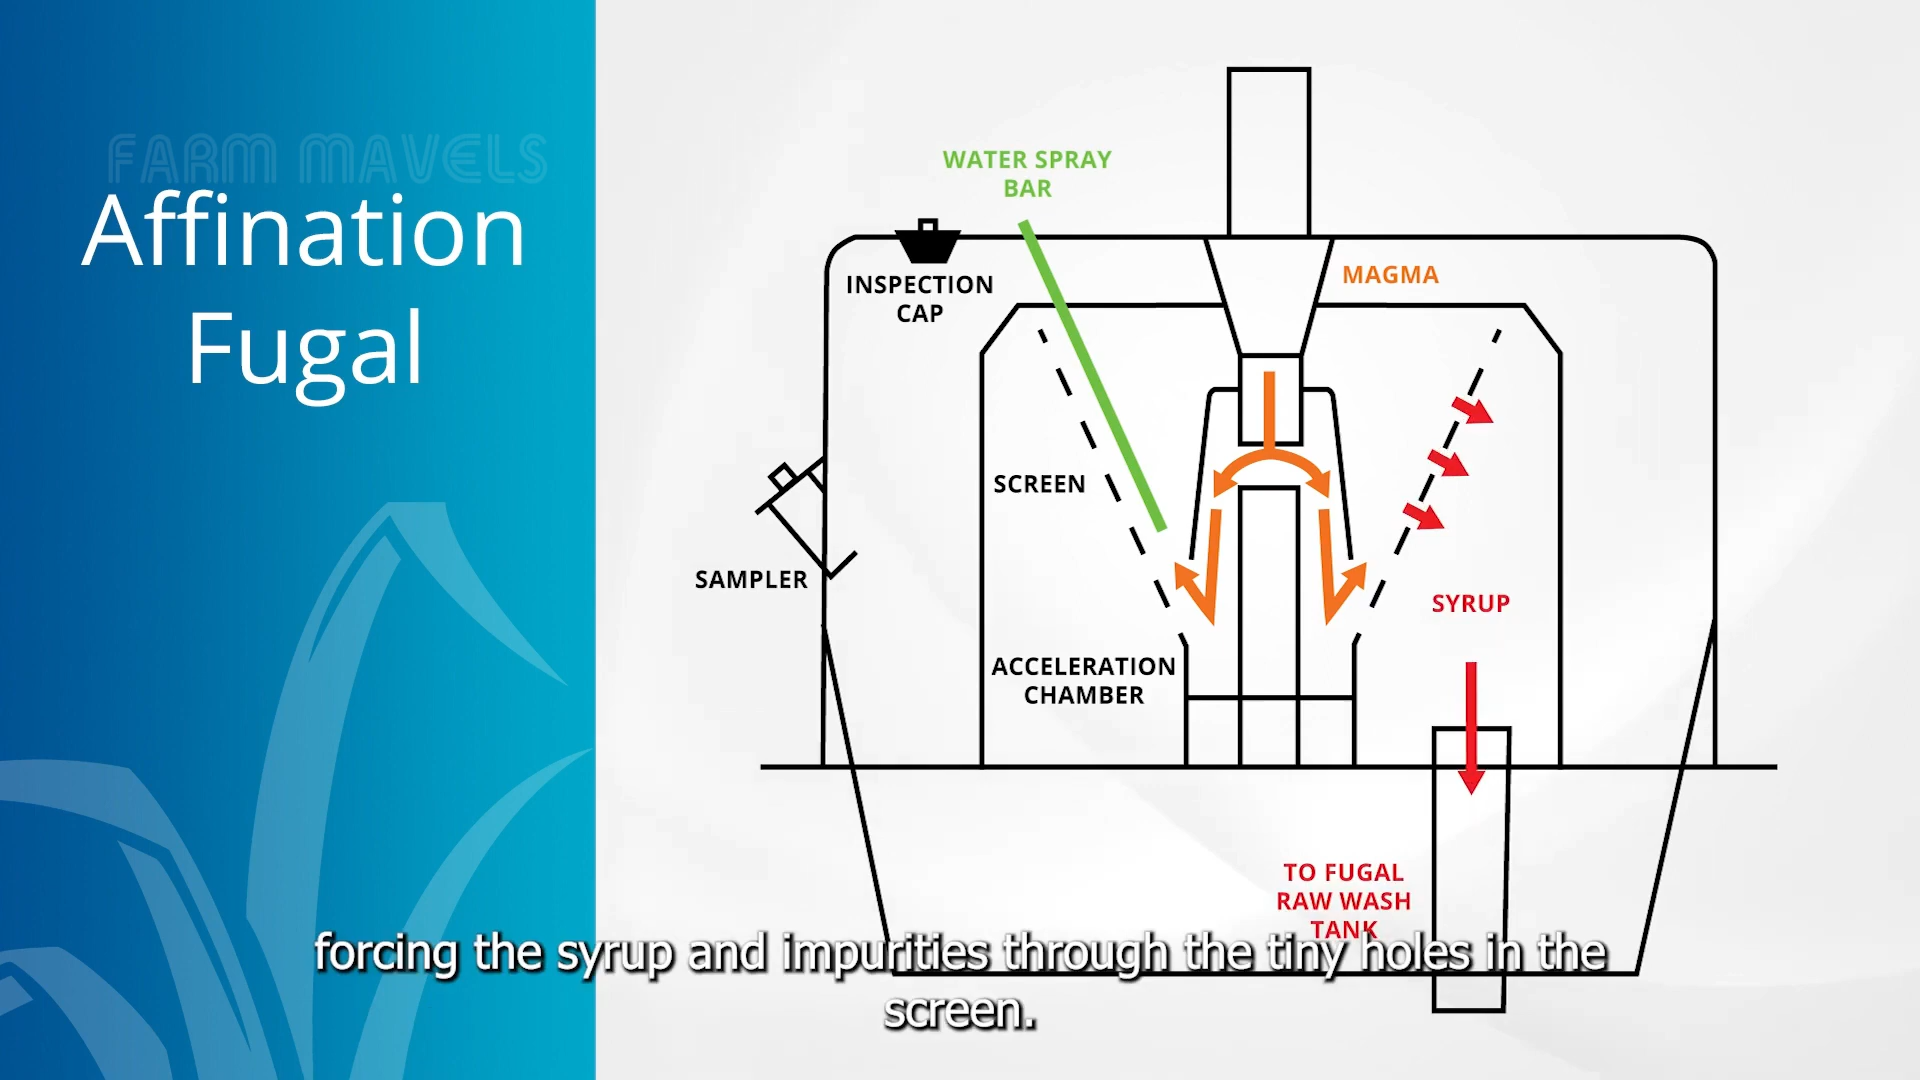 FARM MAVELS
Affination
Fugal
WATER SPRAY
BAR
INSPECTION
CAP
MAGMA
SCREEN
SAMPLER
SYRUP
ACCELERATION
CHAMBER
TO FUGAL
RAW WASH
TANK
forcing the syrup and impurities through the tiny holes in the
screen.